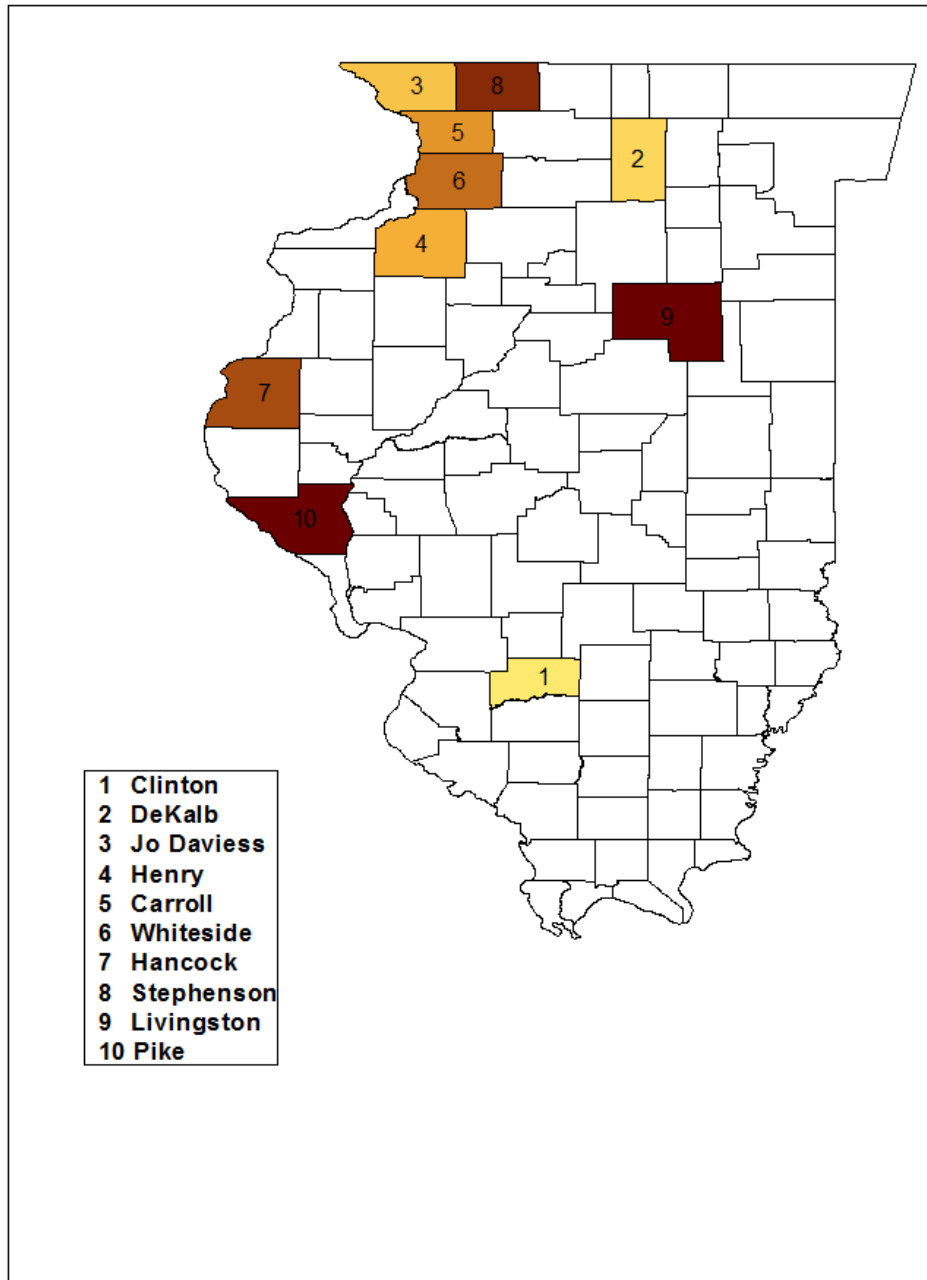 3
8
5
2
6
4
9
7
10
1
1 Clinton
2 DeKalb
3 Jo Daviess
4 Henry
5 Carroll
6 Whiteside
7 Hancock
8 Stephenson
9 Livingston
10 Pike